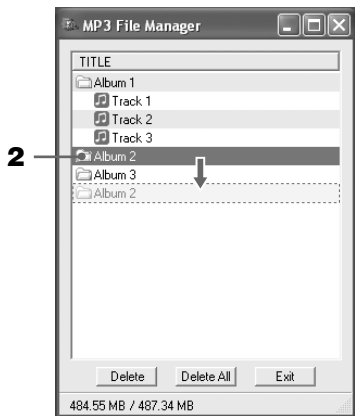 MP3 File Manager
TITLE
Album 1
Track 1
Track 2
Track 3
2
Album 2
Album 3
Album 2
Delete
Delete All
Exit
484.55 MB / 487.34 MB